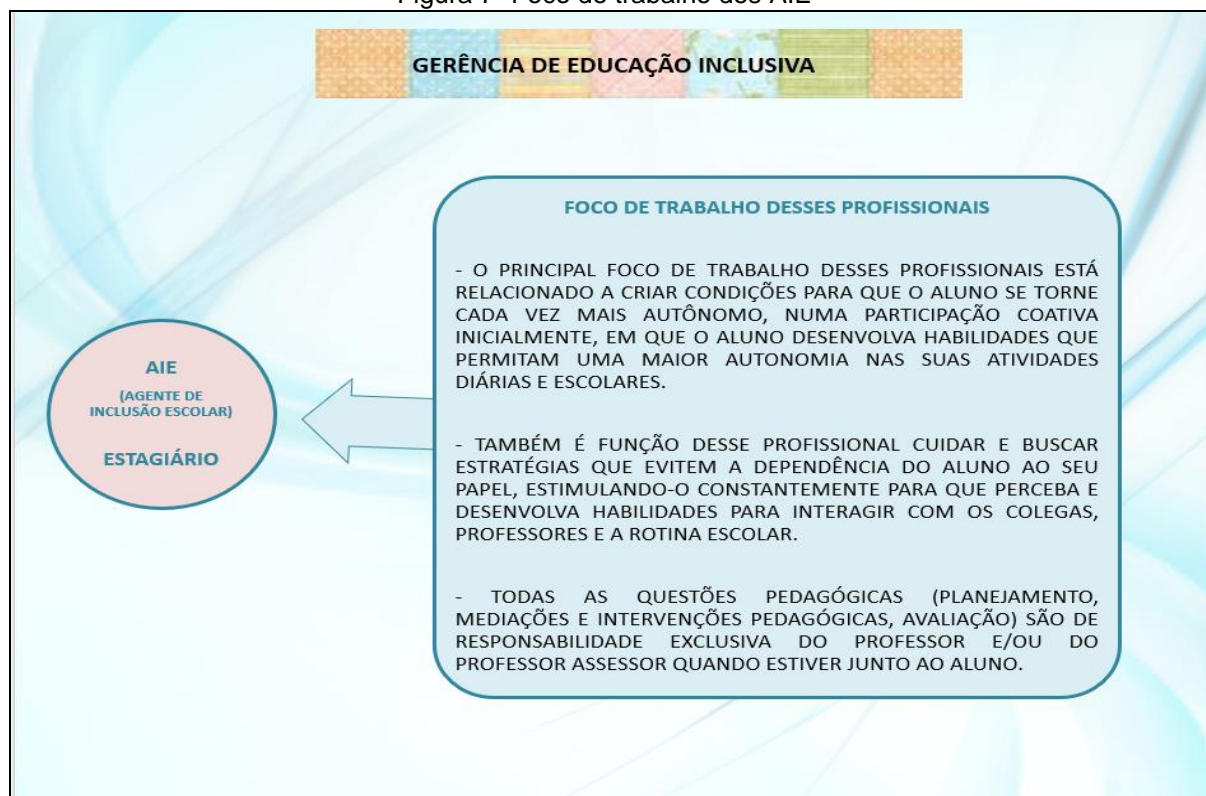 Figura 7- Foco de trabalho dos AIE
GERÊNCIA DE EDUCAÇÃO INCLUSIVA
AIE
(AGENTE DE
INCLUSÃO ESCOLAR)
ESTAGIÁRIO
FOCO DE TRABALHO DESSES PROFISSIONAIS
- O PRINCIPAL FOCO DE TRABALHO DESSES PROFISSIONAIS ESTÁ
RELACIONADO A CRIAR CONDIÇÕES PARA QUE O ALUNO SE TORNE
CADA VEZ MAIS AUTÔNOMO, NUMA PARTICIPAÇÃO COATIVA
INICIALMENTE, EM QUE O ALUNO DESENVOLVA HABILIDADES QUE
PERMITAM UMA MAIOR AUTONOMIA NAS SUAS ATIVIDADES
DIÁRIAS E ESCOLARES.
- TAMBÉM É FUNÇÃO DESSE PROFISSIONAL CUIDAR E BUSCAR
ESTRATÉGIAS QUE EVITEM A DEPENDÊNCIA DO ALUNO AO SEU
PAPEL, ESTIMULANDO-O CONSTANTEMENTE PARA QUE PERCEBA E
DESENVOLVA HABILIDADES PARA INTERAGIR COM OS COLEGAS,
PROFESSORES E A ROTINA ESCOLAR.
- TODAS AS QUESTÕES PEDAGÓGICAS (PLANEJAMENTO,
MEDIAÇÕES E INTERVENÇÕES PEDAGÓGICAS, AVALIAÇÃO) SÃO DE
RESPONSABILIDADE EXCLUSIVA DO PROFESSOR E/OU DO
PROFESSOR ASSESSOR QUANDO ESTIVER JUNTO AO ALUNO.